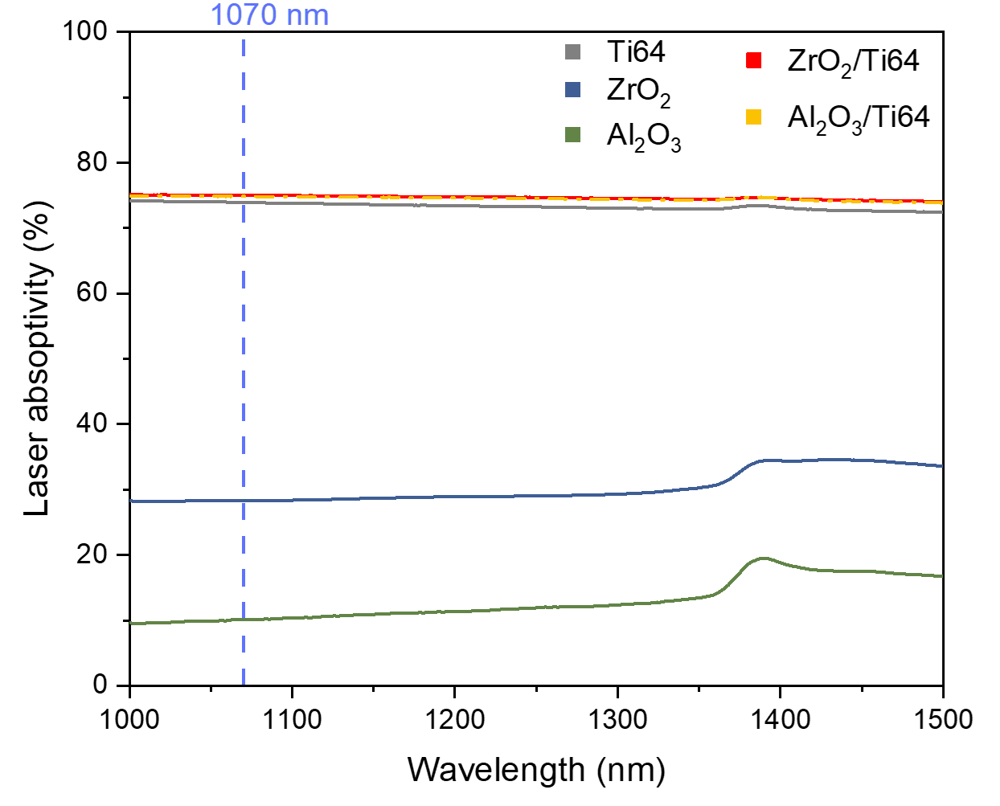 1070 nm
100
80
60
40
20
0
Laser absoptivity (%)
Ti64
ZrO₂
Al₂O₃
ZrO₂/Ti64
Al₂O₃/Ti64
1000 1100 1200 1300 1400 1500
Wavelength (nm)